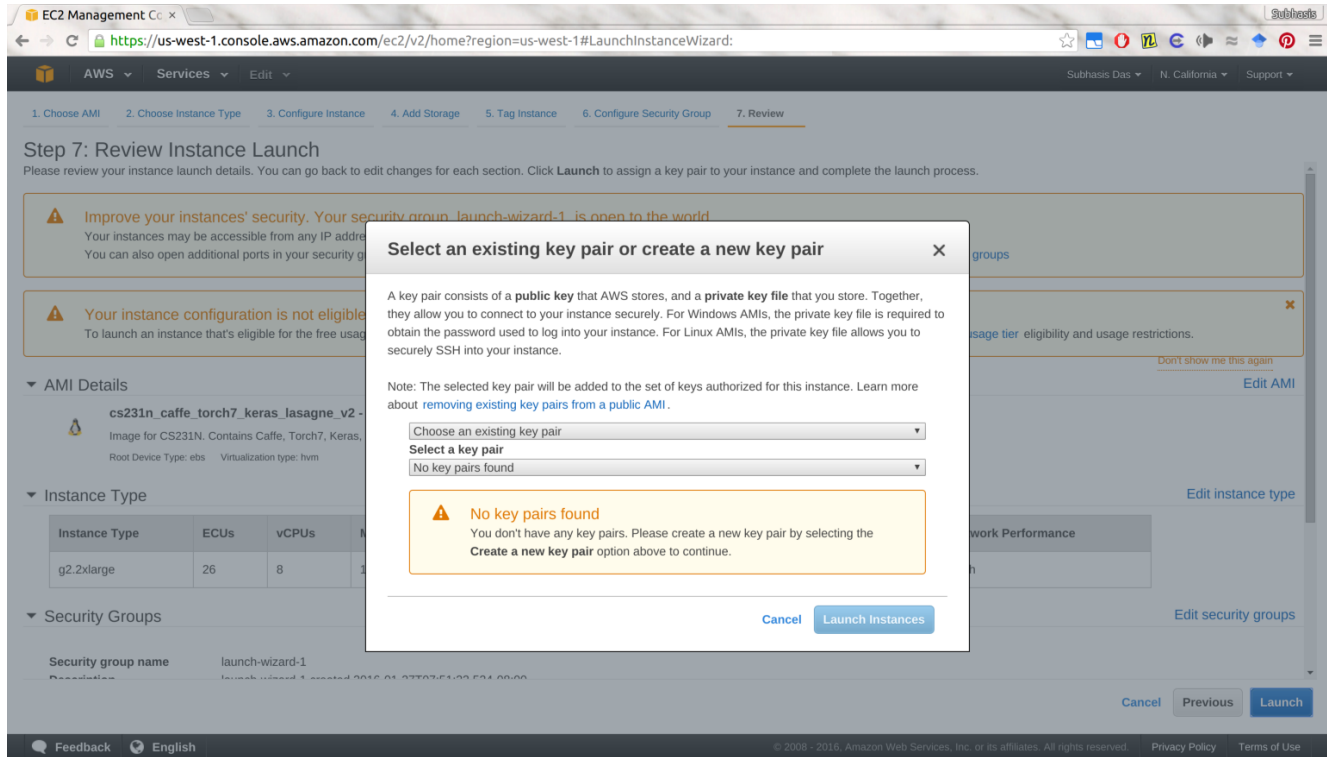 EC2 Management Co
Subhasis
https://us-west-1.console.aws.amazon.com/ec2/v2/home?region=us-west-1#LaunchInstanceWizard:
AWS Services Edit Subhasis Das N. California Support
1. Choose AMI 2. Choose Instance Type 3. Configure Instance 4. Add Storage 5. Tag Instance 6. Configure Security Group 7. Review
Step 7: Review Instance Launch
Please review your instance launch details. You can go back to edit changes for each section. Click Launch to assign a key pair to your instance and complete the launch process.
Improve your instances' security. Your security group, launch-wizard-1, is open to the world.
Your instances may be accessible from any IP addre
You can also open additional ports in your security g groups
Your instance configuration is not eligible
To launch an instance that's eligible for the free usag usage tier eligibility and usage restrictions.
Don't show me this again
AMI Details Edit AMI
cs231n_caffe_torch7_keras_lasagne_v2 -
Image for CS231N. Contains Caffe, Torch7, Keras,
Root Device Type: ebs Virtualization type: hvm
Instance Type Edit instance type
Instance Type ECUs vCPUs M work Performance
g2.2xlarge 26 8 1 h
Security Groups Edit security groups
Security group name launch-wizard-1
Description launch-wizard-1 created 2016-01-27T07:51:22.524-08:00
Select an existing key pair or create a new key pair ×
A key pair consists of a public key that AWS stores, and a private key file that you store. Together,
they allow you to connect to your instance securely. For Windows AMIs, the private key file is required to
obtain the password used to log into your instance. For Linux AMIs, the private key file allows you to
securely SSH into your instance.
Note: The selected key pair will be added to the set of keys authorized for this instance. Learn more
about removing existing key pairs from a public AMI.
Choose an existing key pair
Select a key pair
No key pairs found
No key pairs found
You don't have any key pairs. Please create a new key pair by selecting the
Create a new key pair option above to continue.
Cancel Launch Instances
Cancel Previous Launch
Feedback English © 2008 - 2016, Amazon Web Services, Inc. or its affiliates. All rights reserved. Privacy Policy Terms of Use